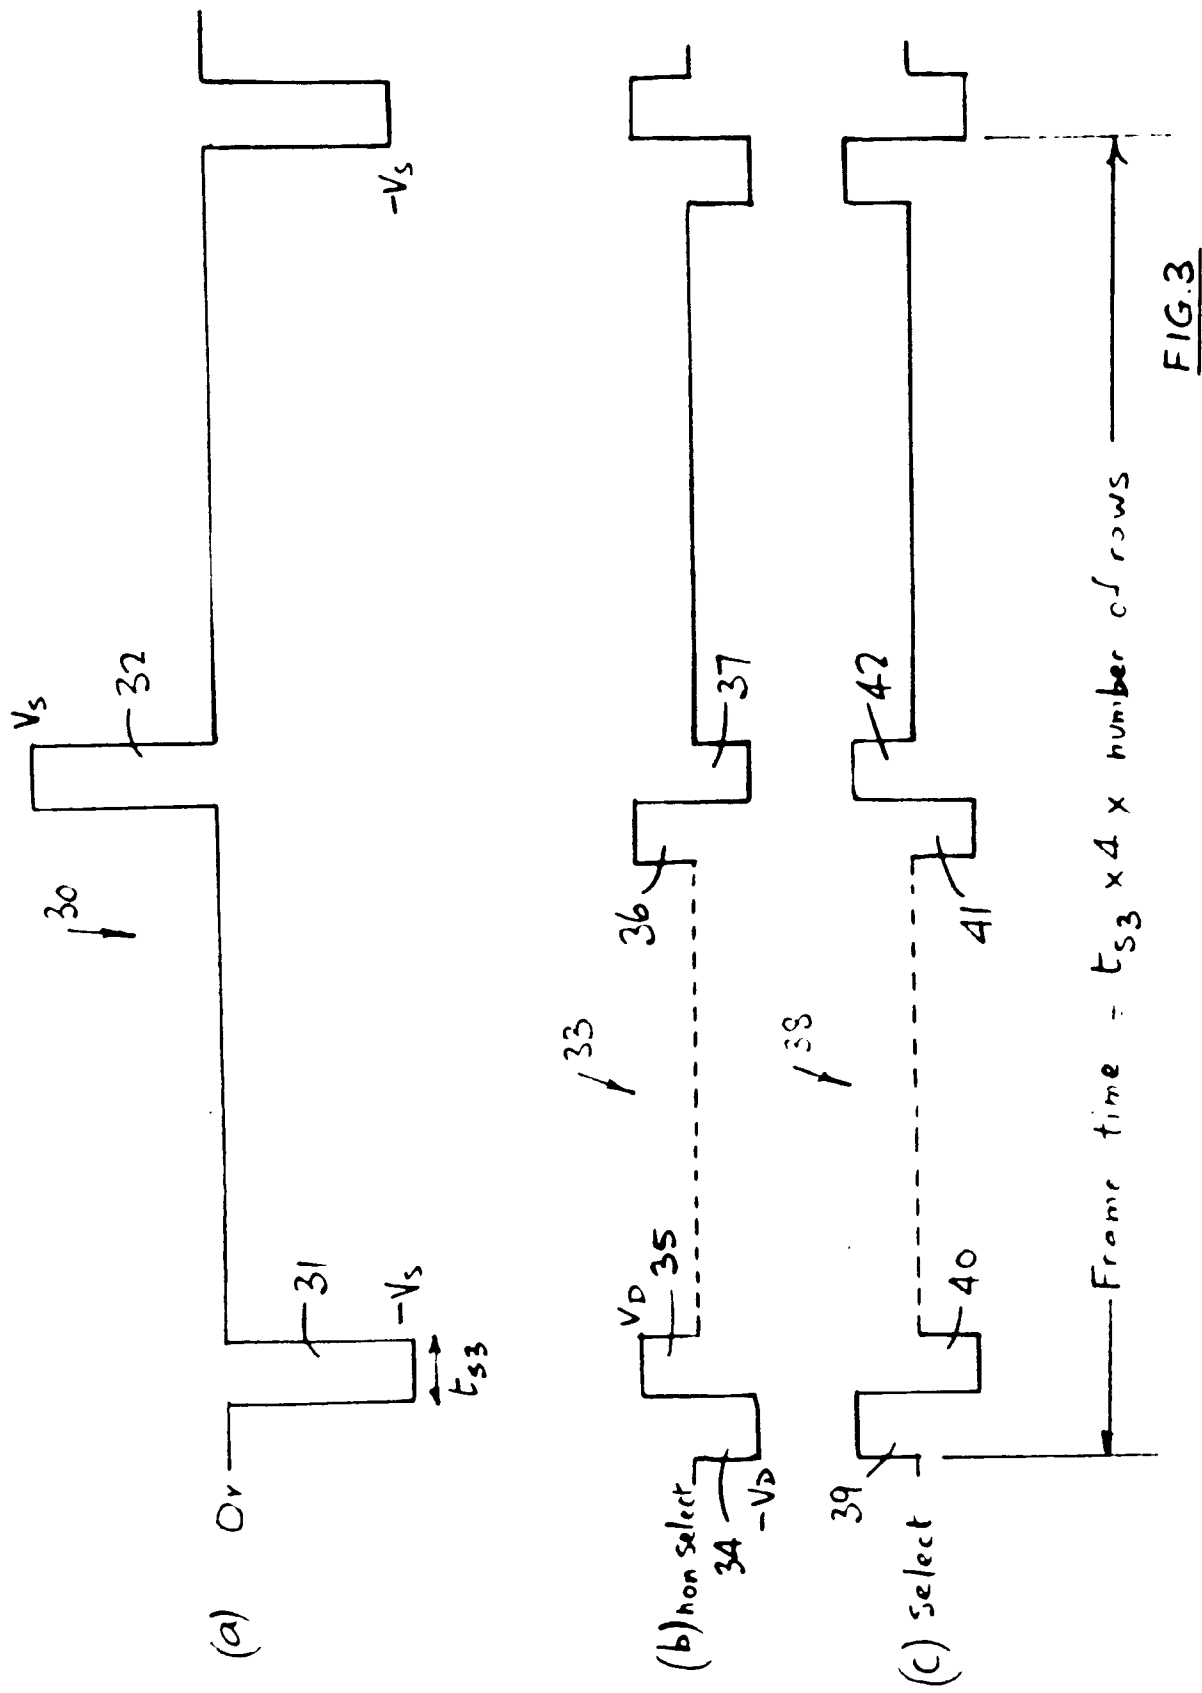 (a)
0v
31
-Vs
ts3
30
Vs
32
-Vs
(b) non select
34
-VD
VD
35
33
36
37
(c) select
39
40
38
41
42
Frame time = ts3 x 4 x number of rows
FIG.3